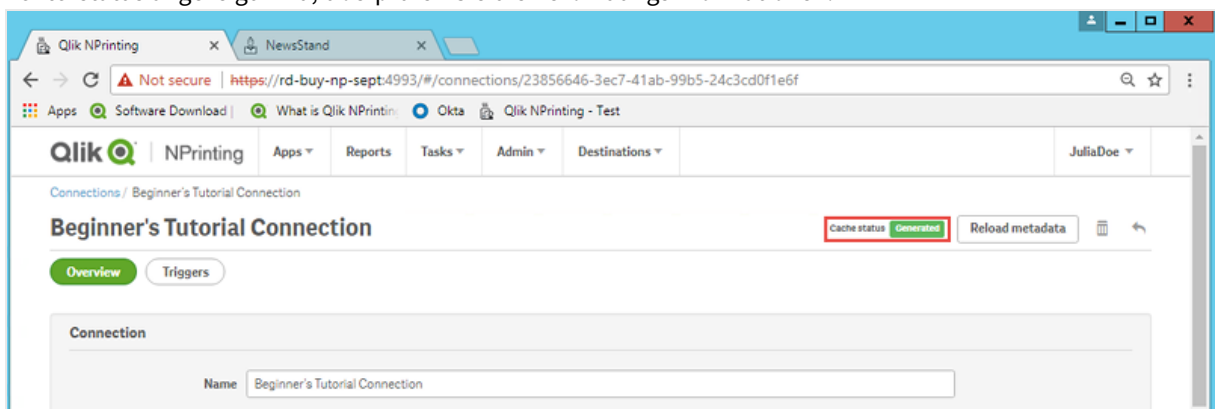 Qlik NPrinting
NewsStand
Not secure | https://rd-buy-np-sept:4993/#/connections/23856646-3ec7-41ab-99b5-24c3cd0f1e6f
Apps Software Download | What is Qlik NPrinting Okta Qlik NPrinting - Test
Qlik NPrinting Apps Reports Tasks Admin Destinations JuliaDoe
Connections / Beginner's Tutorial Connection
Beginner's Tutorial Connection
Cache status Generated Reload metadata
Overview Triggers
Connection
Name Beginner's Tutorial Connection